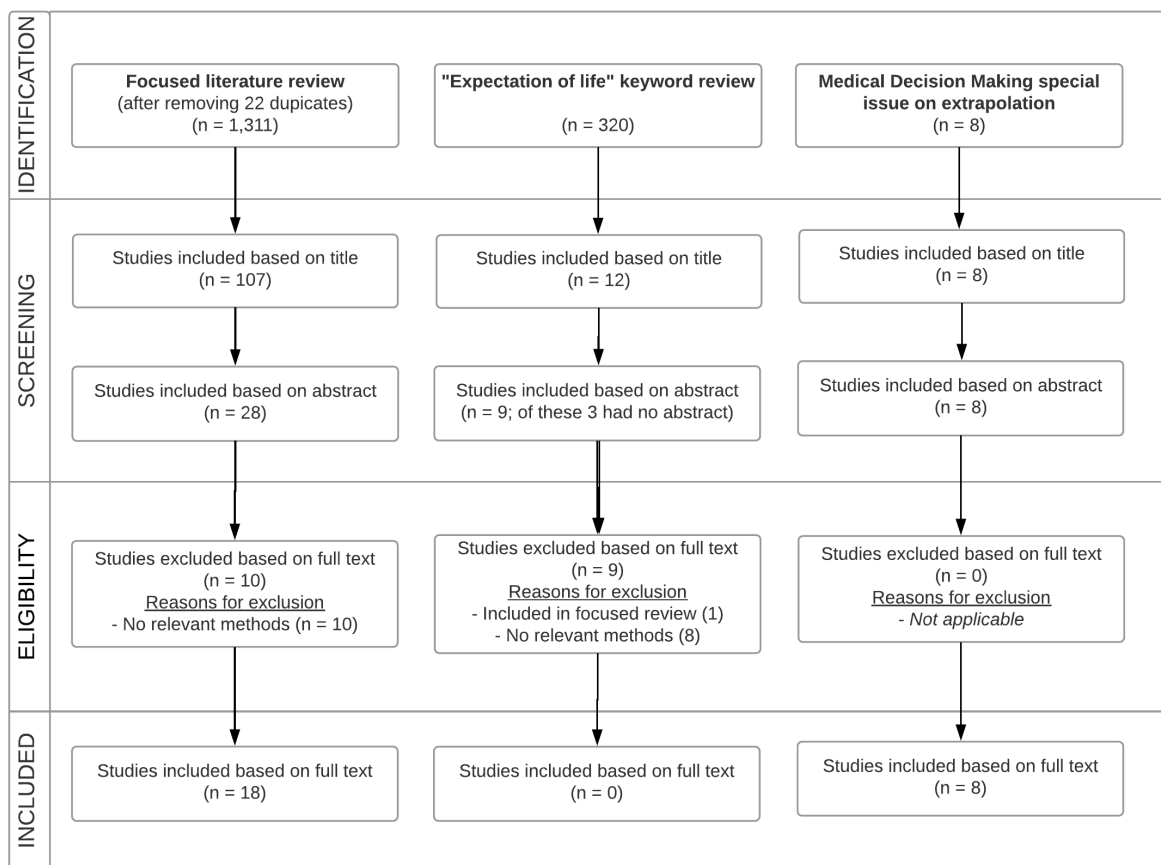 IDENTIFICATION
Focused literature review
(after removing 22 dupicates)
(n = 1,311)
"Expectation of life" keyword review
(n = 320)
Medical Decision Making special
issue on extrapolation
(n = 8)
SCREENING
Studies included based on title
(n = 107)
Studies included based on title
(n = 12)
Studies included based on title
(n = 8)
Studies included based on abstract
(n = 28)
Studies included based on abstract
(n = 9; of these 3 had no abstract)
Studies included based on abstract
(n = 8)
ELIGIBILITY
Studies excluded based on full text
(n = 10)
Reasons for exclusion
- No relevant methods (n = 10)
Studies excluded based on full text
(n = 9)
Reasons for exclusion
- Included in focused review (1)
- No relevant methods (8)
Studies excluded based on full text
(n = 0)
Reasons for exclusion
- Not applicable
INCLUDED
Studies included based on full text
(n = 18)
Studies included based on full text
(n = 0)
Studies included based on full text
(n = 8)